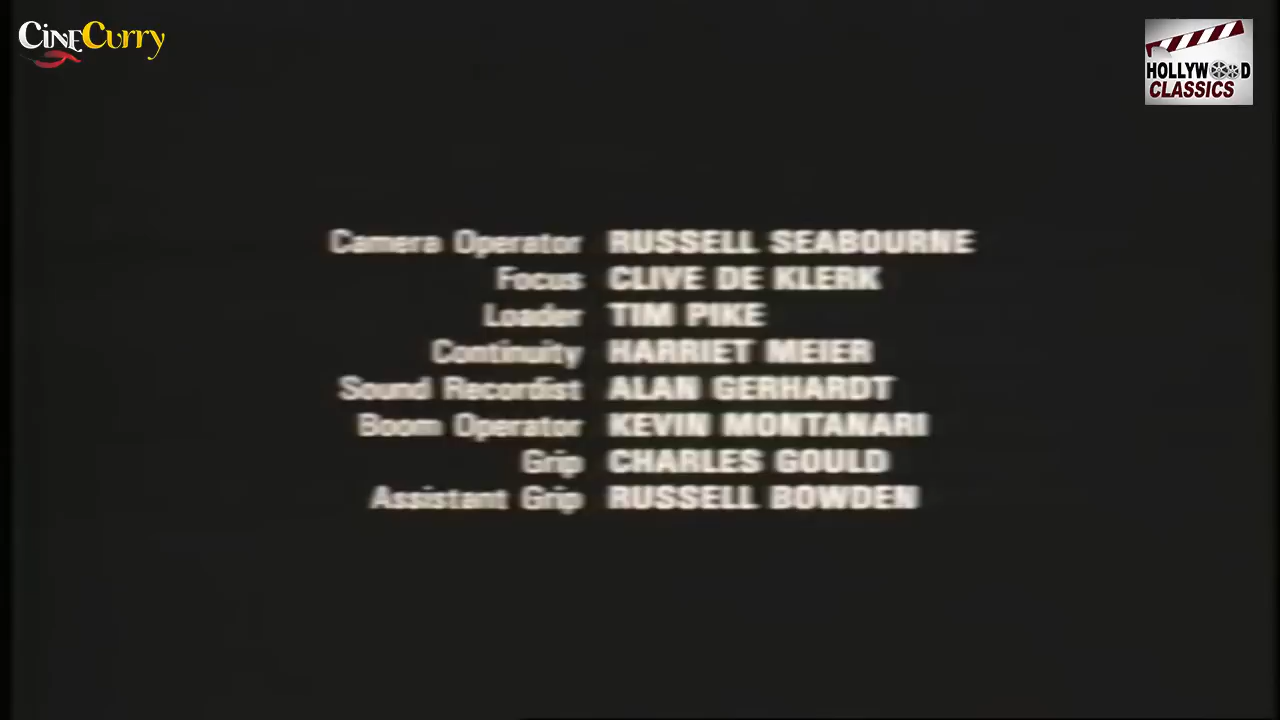 CineCurry
HOLLYWOOD
CLASSICS
Camera Operator RUSSELL SEABOURNE
Focus CLIVE DE KLERK
Loader TIM PIKE
Continuity HARRIET MEIER
Sound Recordist ALAN GERHARDT
Boom Operator KEVIN MONTANARI
Grip CHARLES GOULD
Assistant Grip RUSSELL BOWDEN